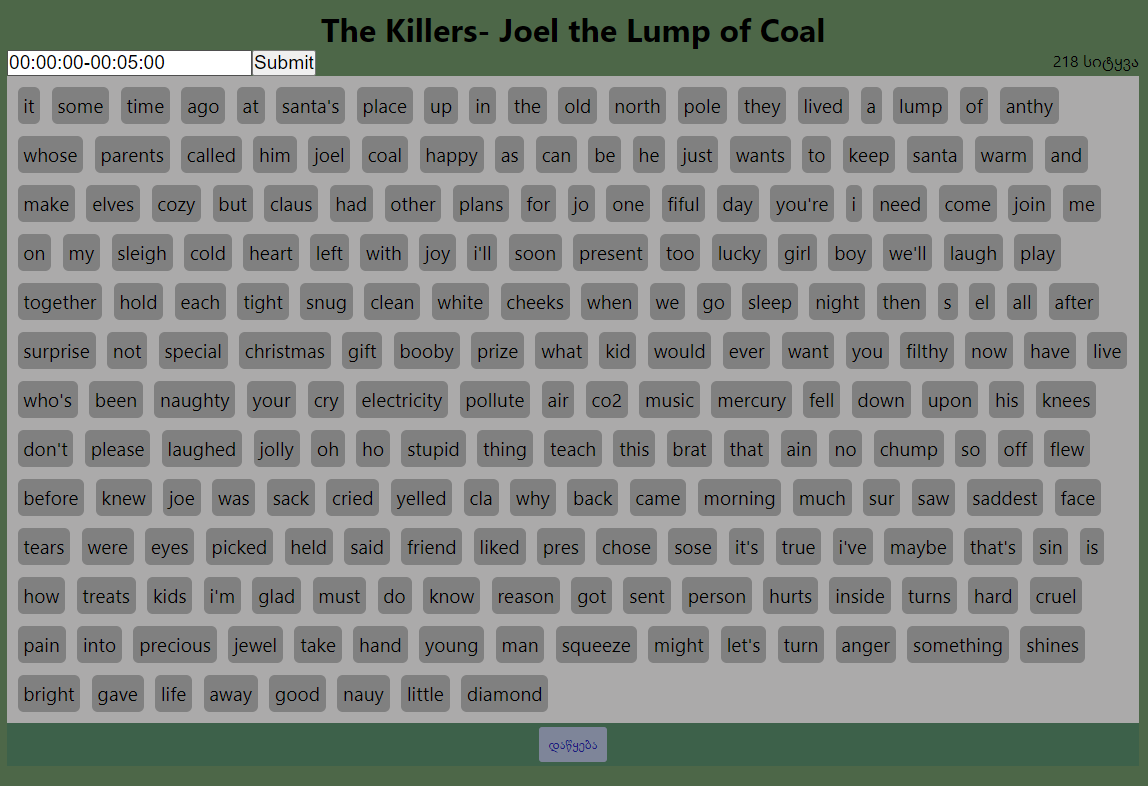 The Killers- Joel the Lump of Coal
00:00:00-00:05:00 Submit 218 სიტყვა
it some time ago at santa's place up in the old north pole they lived a lump of anthy
whose parents called him joel coal happy as can be he just wants to keep santa warm and
make elves cozy but claus had other plans for jo one fiful day you're i need come join me
on my sleigh cold heart left with joy i'll soon present too lucky girl boy we'll laugh play
together hold each tight snug clean white cheeks when we go sleep night then s el all after
surprise not special christmas gift booby prize what kid would ever want you filthy now have live
who's been naughty your cry electricity pollute air co2 music mercury fell down upon his knees
don't please laughed jolly oh ho stupid thing teach this brat that ain no chump so off flew
before knew joe was sack cried yelled cla why back came morning much sur saw saddest face
tears were eyes picked held said friend liked pres chose sose it's true i've maybe that's sin is
how treats kids i'm glad must do know reason got sent person hurts inside turns hard cruel
pain into precious jewel take hand young man squeeze might let's turn anger something shines
bright gave life away good nauy little diamond
დაწყება